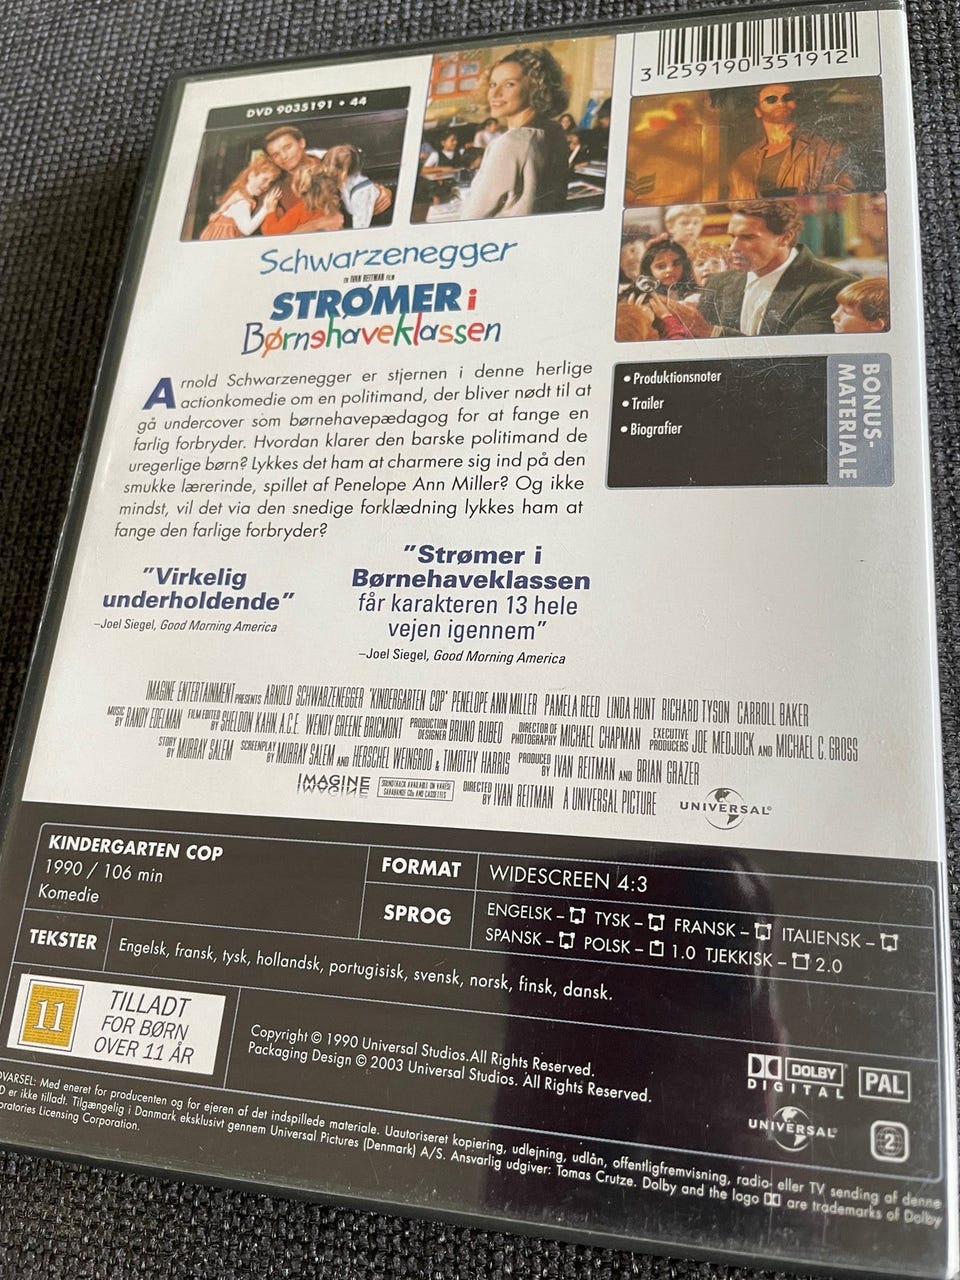 3 259190 351912
DVD 9035191 • 44
Schwarzenegger
EN IVAN REITMAN FILM
STRØMER i
Børnehaveklassen
Arnold Schwarzenegger er stjernen i denne herlige
actionkomedie om en politimand, der bliver nødt til at
gå undercover som børnehavepædagog for at fange en
farlig forbryder. Hvordan klarer den barske politimand de
uregerlige børn? Lykkes det ham at charmere sig ind på den
smukke lærerinde, spillet af Penelope Ann Miller? Og ikke
mindst, vil det via den snedige forklædning lykkes ham at
fange den farlige forbryder?
BONUS-
MATERIALE
• Produktionsnoter
• Trailer
• Biografier
"Virkelig
underholdende"
–Joel Siegel, Good Morning America
"Strømer i
Børnehaveklassen
får karakteren 13 hele
vejen igennem"
–Joel Siegel, Good Morning America
IMAGINE ENTERTAINMENT PRESENTS ARNOLD SCHWARZENEGGER "KINDERGARTEN COP" PENELOPE ANN MILLER PAMELA REED LINDA HUNT RICHARD TYSON CARROLL BAKER
MUSIC BY RANDY EDELMAN FILM EDITED BY SHELDON KAHN, A.C.E. WENDY GREENE BRICMONT PRODUCTION DESIGNER BRUNO RUBEO DIRECTOR OF PHOTOGRAPHY MICHAEL CHAPMAN EXECUTIVE PRODUCERS JOE MEDJUCK AND MICHAEL C. GROSS
STORY BY MURRAY SALEM SCREENPLAY BY MURRAY SALEM AND HERSCHEL WEINGROD & TIMOTHY HARRIS PRODUCED BY IVAN REITMAN AND BRIAN GRAZER
IMAGINE SOUNDTRACK AVAILABLE ON VARÈSE SARABANDE CDs AND CASSETTES DIRECTED BY IVAN REITMAN A UNIVERSAL PICTURE UNIVERSAL
KINDERGARTEN COP
1990 / 106 min
Komedie
FORMAT WIDESCREEN 4:3
SPROG ENGELSK – TYSK – FRANSK – ITALIENSK –
SPANSK – POLSK – 1.0 TJEKKISK – 2.0
TEKSTER Engelsk, fransk, tysk, hollandsk, portugisisk, svensk, norsk, finsk, dansk.
11
TILLADT
FOR BØRN
OVER 11 ÅR
Copyright © 1990 Universal Studios. All Rights Reserved.
Packaging Design © 2003 Universal Studios. All Rights Reserved.
DOLBY
DIGITAL
PAL
UNIVERSAL
2
DVARSEL: Med eneret for producenten og for ejeren af det indspillede materiale. Uautoriseret kopiering, udlejning, udlån, offentligfremvisning, radio- eller TV sending af denne
D er ikke tilladt. Tilgængelig i Danmark eksklusivt gennem Universal Pictures (Denmark) A/S. Ansvarlig udgiver: Tomas Crutze. Dolby and the logo are trademarks of Dolby
oratories Licensing Corporation.